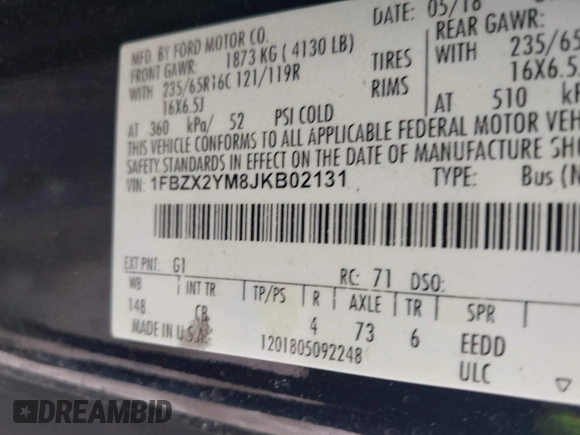 MFD. BY FORD MOTOR CO.
DATE: 05/18
FRONT GAWR: 1873 KG ( 4130 LB)
REAR GAWR:
WITH 235/65R16C 121/119R TIRES
WITH 235/65
16X6.5J RIMS
16X6.5
AT 360 kPa/ 52 PSI COLD
AT 510
THIS VEHICLE CONFORMS TO ALL APPLICABLE FEDERAL MOTOR VEH
SAFETY STANDARDS IN EFFECT ON THE DATE OF MANUFACTURE SH
VIN: 1FBZX2YM8JKB02131
TYPE: Bus (N
EXT PNT: G1 RC: 71 DSO:
WB INT TR TP/PS R AXLE TR SPR
148 CB 4 73 6 EEDD
MADE IN U.S.A. 1201805092248 ULC
DREAMBID